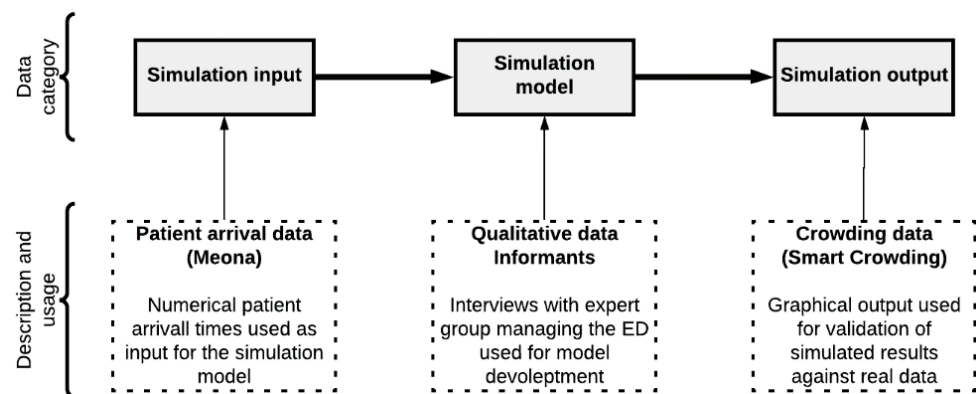 Data
category
Simulation input
Simulation
model
Simulation output
Description and
usage
Patient arrival data
(Meona)
Numerical patient
arrivall times used as
input for the simulation
model
Qualitative data
Informants
Interviews with expert
group managing the ED
used for model
devoleptment
Crowding data
(Smart Crowding)
Graphical output used
for validation of
simulated results
against real data